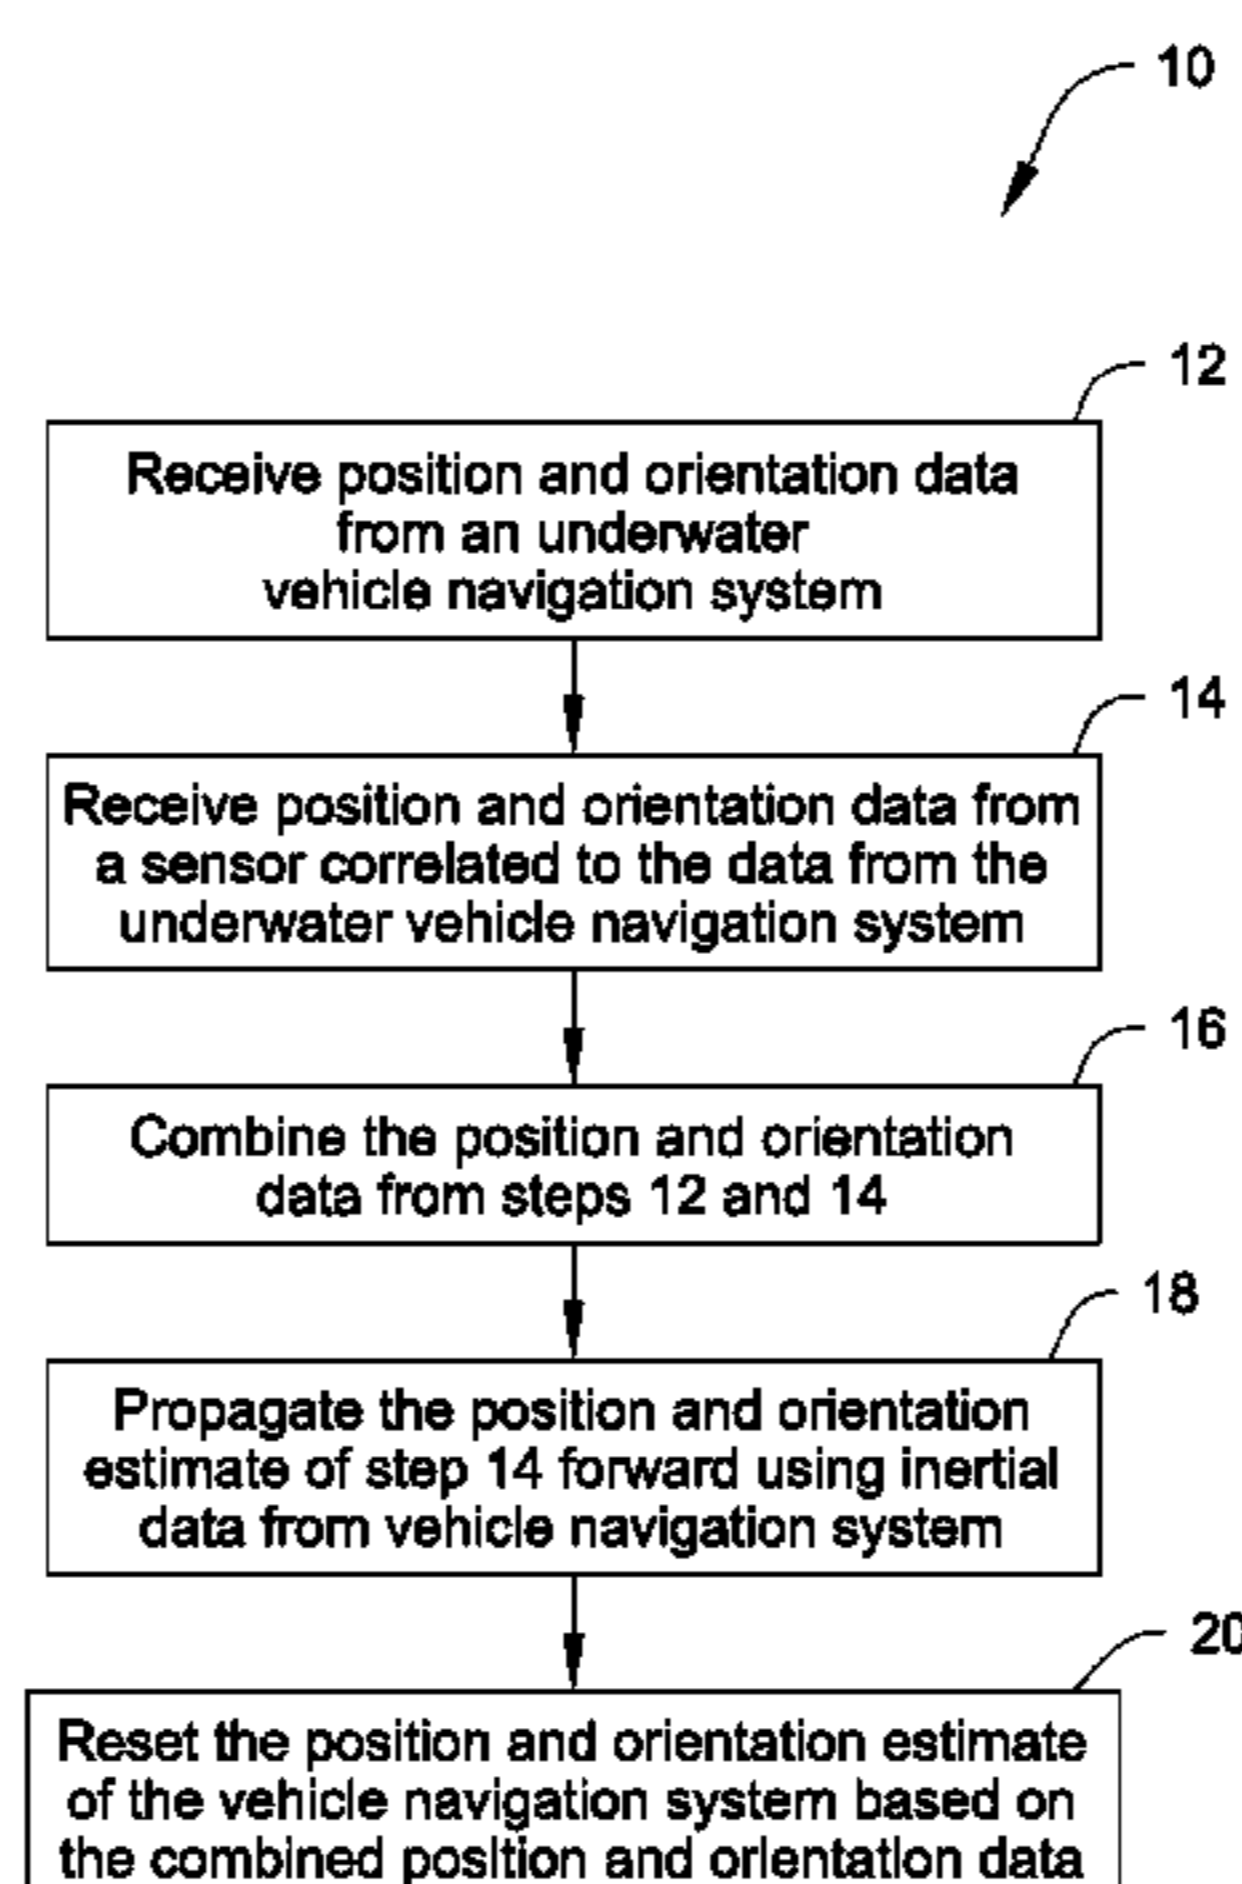 10
12
Receive position and orientation data
from an underwater
vehicle navigation system
14
Receive position and orientation data from
a sensor correlated to the data from the
underwater vehicle navigation system
16
Combine the position and orientation
data from steps 12 and 14
18
Propagate the position and orientation
estimate of step 14 forward using inertial
data from vehicle navigation system
20
Reset the position and orientation estimate
of the vehicle navigation system based on
the combined position and orientation data